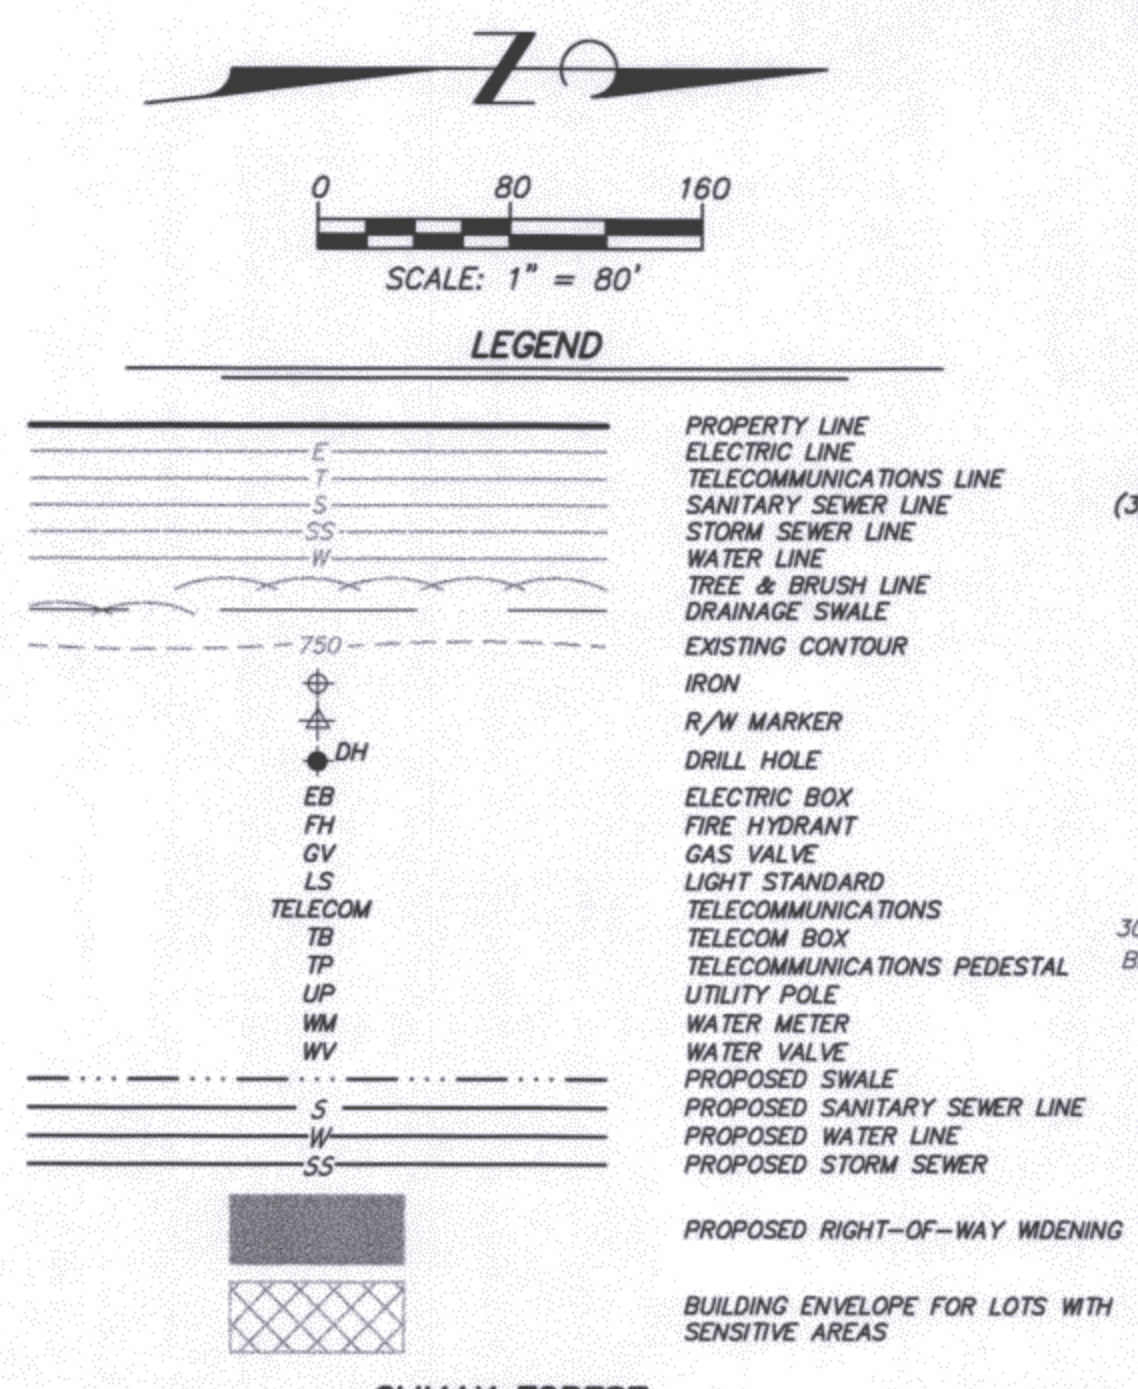 N
0 80 160
SCALE: 1" = 80'
LEGEND
PROPERTY LINE
E ELECTRIC LINE
T TELECOMMUNICATIONS LINE
S SANITARY SEWER LINE
SS STORM SEWER LINE
W WATER LINE
TREE & BRUSH LINE
DRAINAGE SWALE
750 EXISTING CONTOUR
IRON
R/W MARKER
DH DRILL HOLE
EB ELECTRIC BOX
FH FIRE HYDRANT
GV GAS VALVE
LS LIGHT STANDARD
TELECOM TELECOMMUNICATIONS
TB TELECOM BOX
TP TELECOMMUNICATIONS PEDESTAL
UP UTILITY POLE
WM WATER METER
WV WATER VALVE
PROPOSED SWALE
S PROPOSED SANITARY SEWER LINE
W PROPOSED WATER LINE
SS PROPOSED STORM SEWER
PROPOSED RIGHT-OF-WAY WIDENING
BUILDING ENVELOPE FOR LOTS WITH
SENSITIVE AREAS